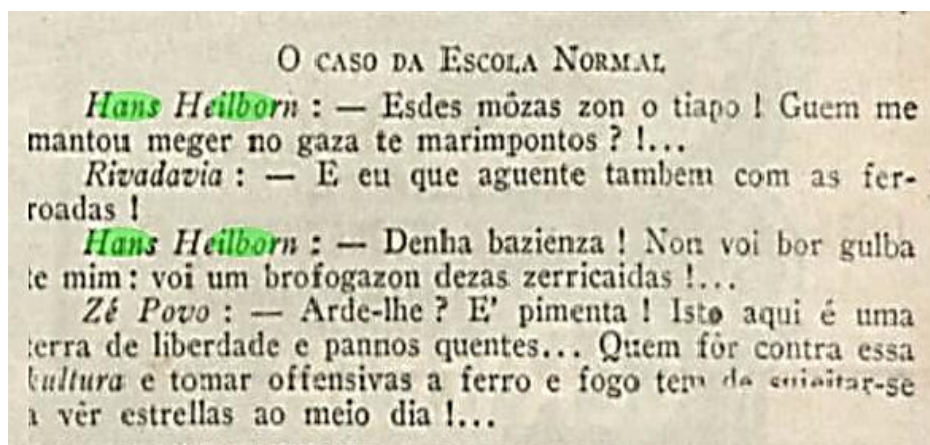 O CASO DA ESCOLA NORMAL
Hans Heilborn : — Esdes môzas zon o tiapo ! Guem me
mantou meger no gaza te marimpontos ? !...
Rivadavia : — E eu que aguente tambem com as fer-
roadas !
Hans Heilborn : — Denha bazienza ! Non voi bor gulba
te mim : voi um brofogazon dezas zerricaidas !...
Zé Povo : — Arde-lhe ? E' pimenta ! Isto aqui é uma
terra de liberdade e pannos quentes... Quem fôr contra essa
kultura e tomar offensivas a ferro e fogo tem de sujeitar-se
a vêr estrellas ao meio dia !...